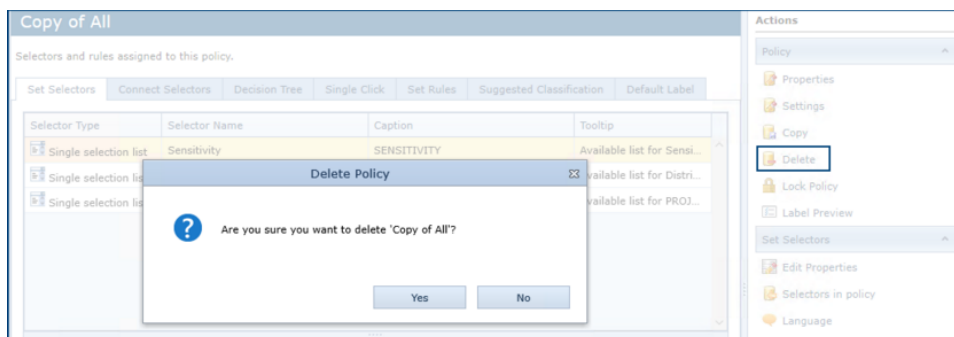 Copy of All
Selectors and rules assigned to this policy.
Set Selectors Connect Selectors Decision Tree Single Click Set Rules Suggested Classification Default Label
Selector Type Selector Name Caption Tooltip
Single selection list Sensitivity SENSITIVITY Available list for Sensi...
Single selection lis vailable list for Distri...
Single selection lis vailable list for PROJ...
Delete Policy
Are you sure you want to delete 'Copy of All'?
Yes No
Actions
Policy
Properties
Settings
Copy
Delete
Lock Policy
Label Preview
Set Selectors
Edit Properties
Selectors in policy
Language